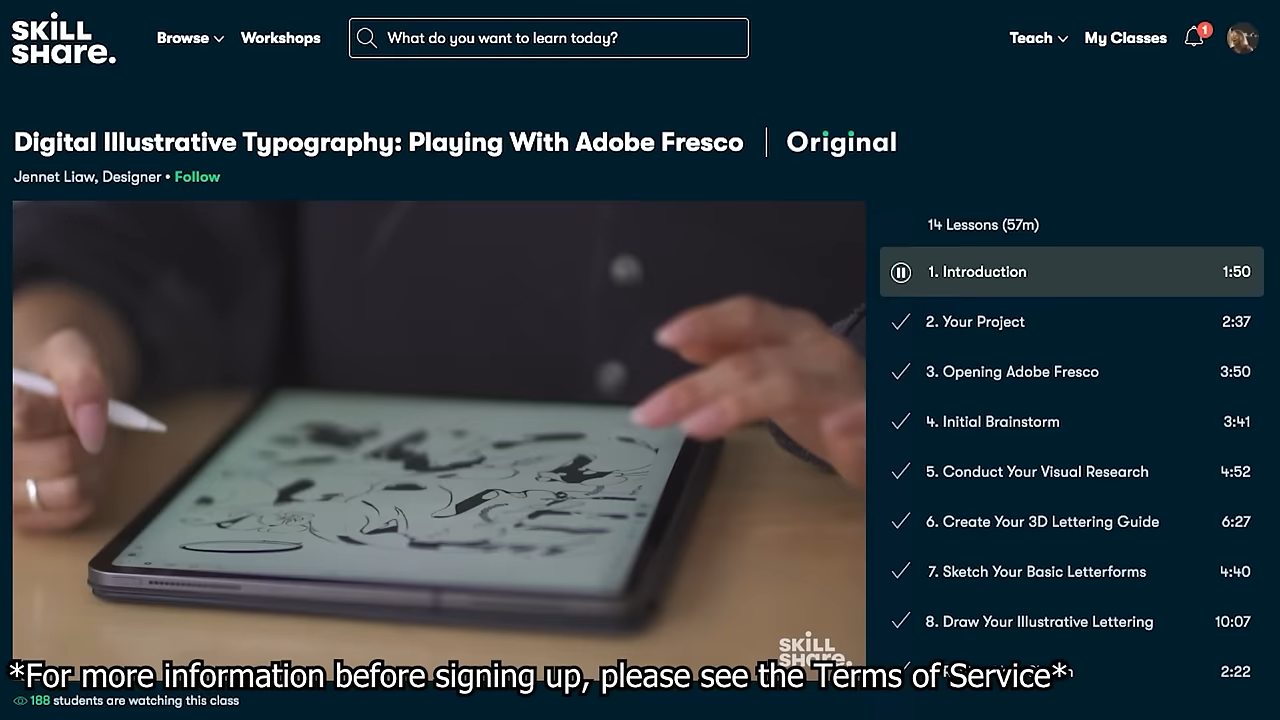 SKILL
SHARE.
Browse
Workshops
What do you want to learn today?
Teach
My Classes
1
Digital Illustrative Typography: Playing With Adobe Fresco | Original
Jennet Liaw, Designer • Follow
14 Lessons (57m)
1. Introduction 1:50
2. Your Project 2:37
3. Opening Adobe Fresco 3:50
4. Initial Brainstorm 3:41
5. Conduct Your Visual Research 4:52
6. Create Your 3D Lettering Guide 6:27
7. Sketch Your Basic Letterforms 4:40
8. Draw Your Illustrative Lettering 10:07
2:22
SKILL
SHARE.
*For more information before signing up, please see the Terms of Service*
188 students are watching this class